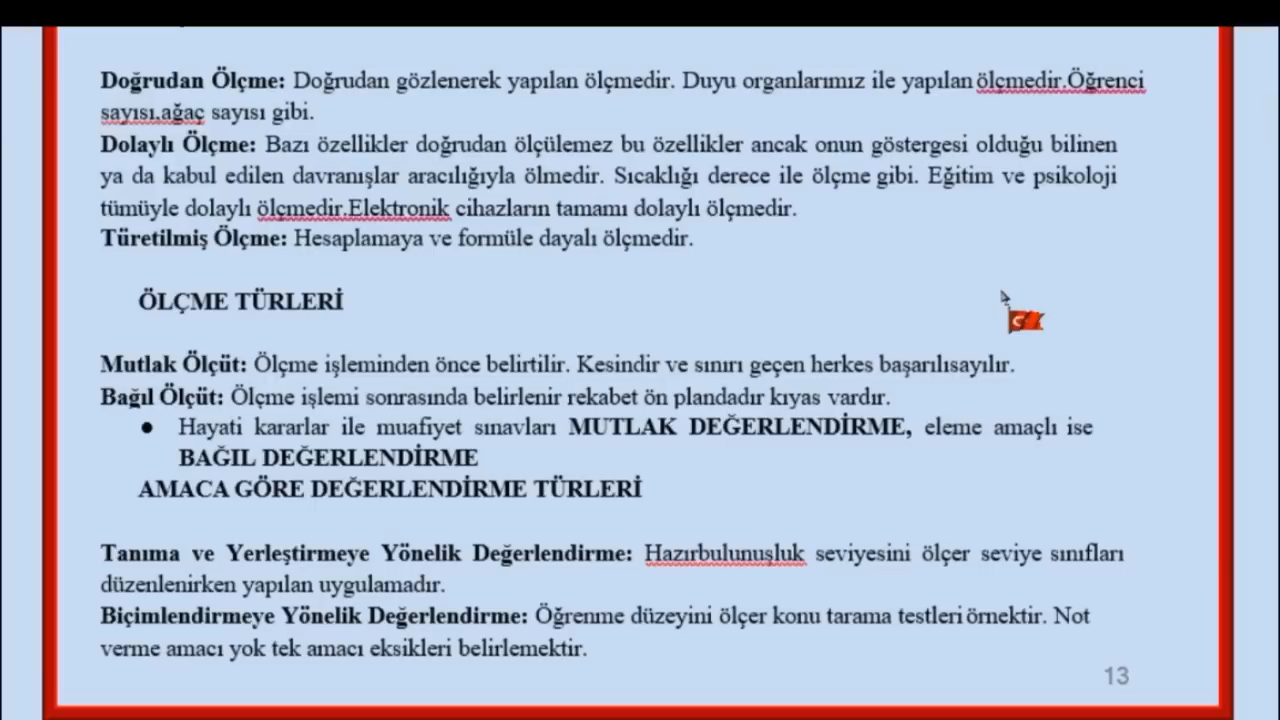 Doğrudan Ölçme: Doğrudan gözlenerek yapılan ölçmedir. Duyu organlarımız ile yapılan ölçmedir.Öğrenci
sayısı,ağaç sayısı gibi.
Dolaylı Ölçme: Bazı özellikler doğrudan ölçülemez bu özellikler ancak onun göstergesi olduğu bilinen
ya da kabul edilen davranışlar aracılığıyla ölmedir. Sıcaklığı derece ile ölçme gibi. Eğitim ve psikoloji
tümüyle dolaylı ölçmedir.Elektronik cihazların tamamı dolaylı ölçmedir.
Türetilmiş Ölçme: Hesaplamaya ve formüle dayalı ölçmedir.
ÖLÇME TÜRLERİ
Mutlak Ölçüt: Ölçme işleminden önce belirtilir. Kesindir ve sınırı geçen herkes başarılısayılır.
Bağıl Ölçüt: Ölçme işlemi sonrasında belirlenir rekabet ön plandadır kıyas vardır.
● Hayati kararlar ile muafiyet sınavları MUTLAK DEĞERLENDİRME, eleme amaçlı ise
BAĞIL DEĞERLENDİRME
AMACA GÖRE DEĞERLENDİRME TÜRLERİ
Tanıma ve Yerleştirmeye Yönelik Değerlendirme: Hazırbulunuşluk seviyesini ölçer seviye sınıfları
düzenlenirken yapılan uygulamadır.
Biçimlendirmeye Yönelik Değerlendirme: Öğrenme düzeyini ölçer konu tarama testleri örnektir. Not
verme amacı yok tek amacı eksikleri belirlemektir.
13